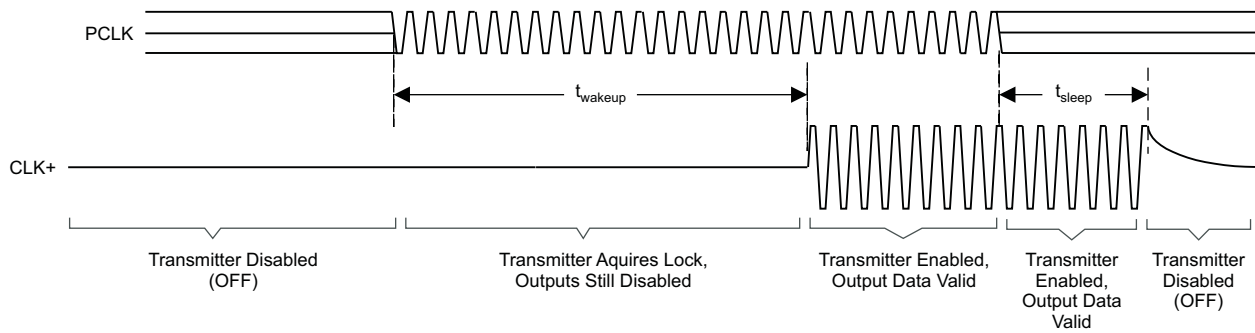 PCLK
t_wakeup
t_sleep
CLK+
Transmitter Disabled
(OFF)
Transmitter Aquires Lock,
Outputs Still Disabled
Transmitter Enabled,
Output Data Valid
Transmitter
Enabled,
Output Data
Valid
Transmitter
Disabled
(OFF)